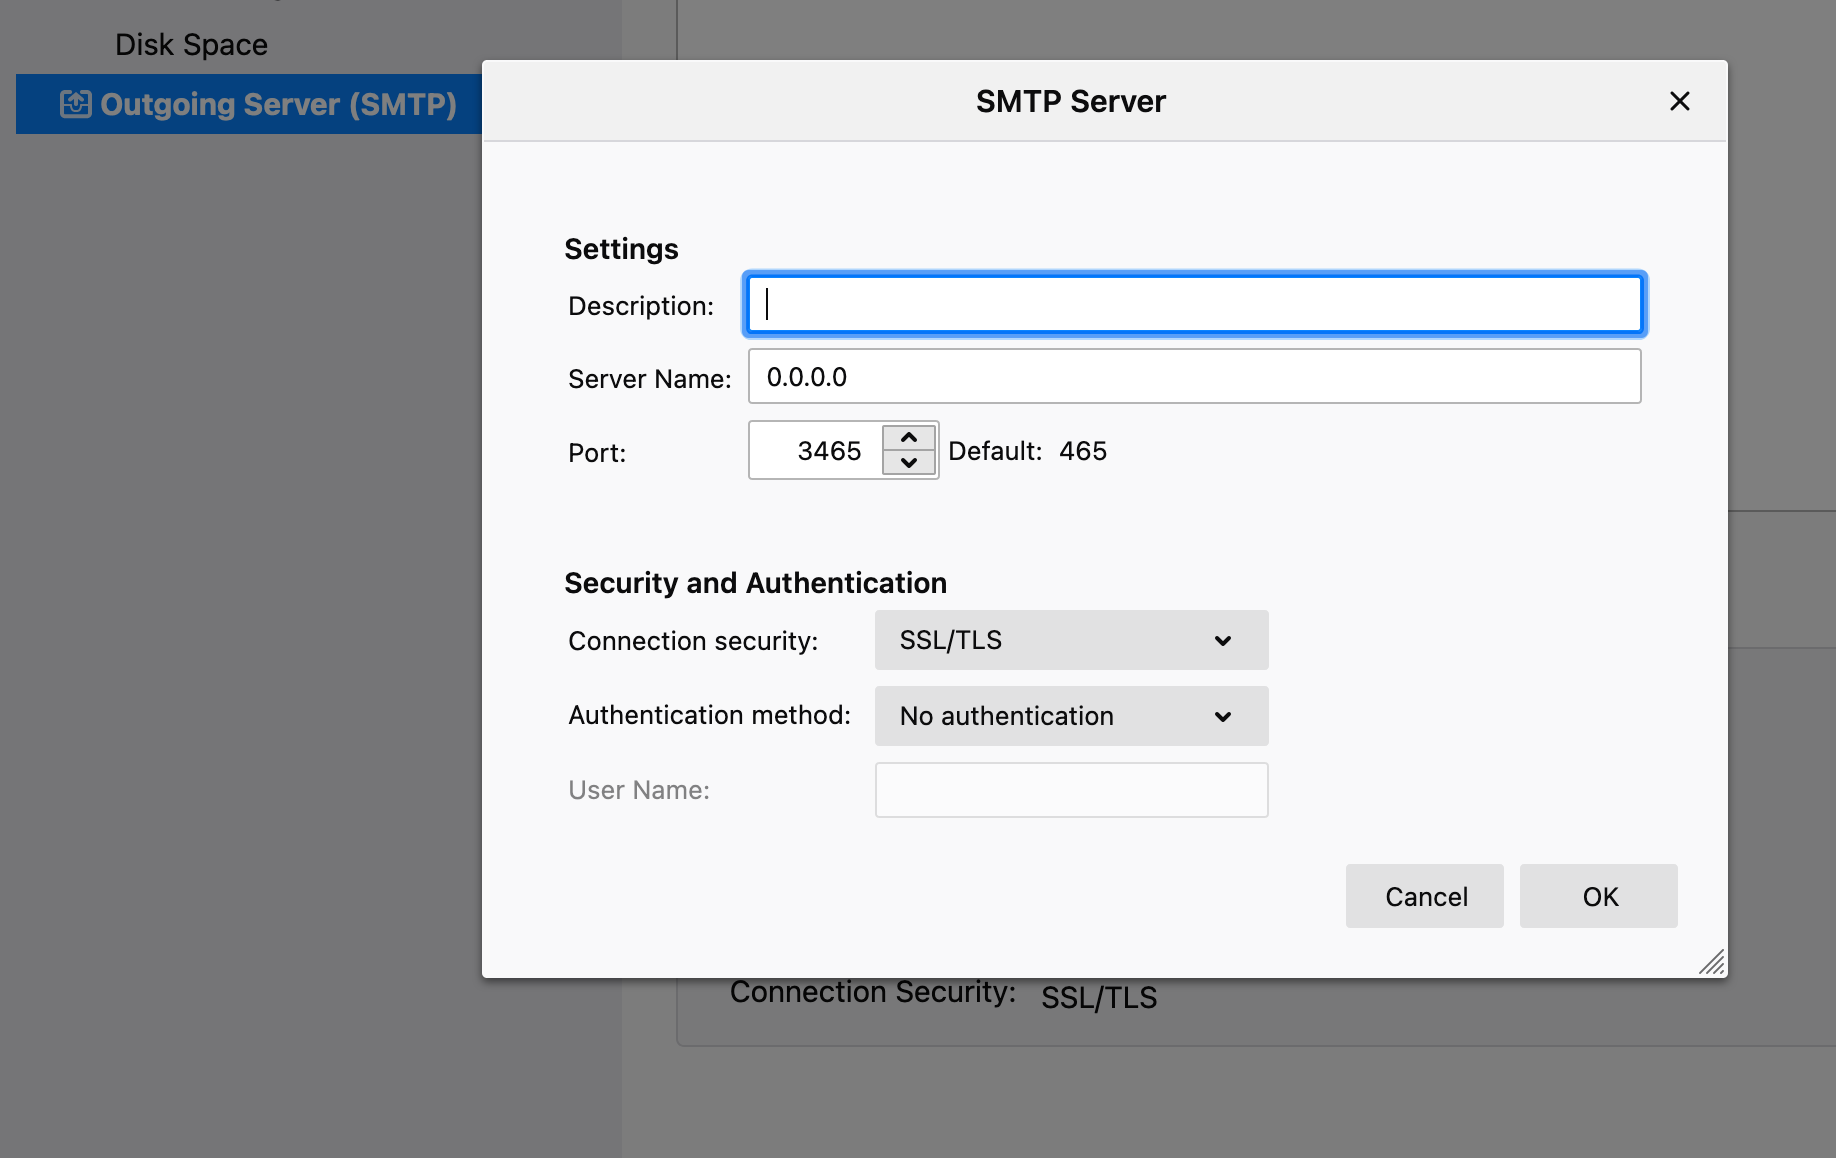 Disk Space
Outgoing Server (SMTP)
SMTP Server
Settings
Description:
Server Name: 0.0.0.0
Port: 3465 Default: 465
Security and Authentication
Connection security: SSL/TLS
Authentication method: No authentication
User Name:
Cancel OK
Connection Security: SSL/TLS